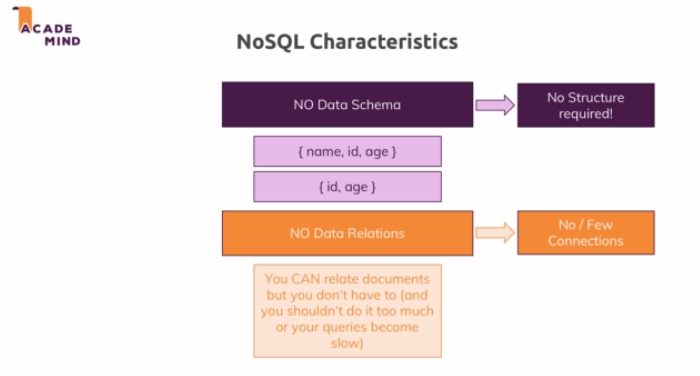 ACADE
MIND
NoSQL Characteristics
NO Data Schema
No Structure
required!
{ name, id, age }
{ id, age }
NO Data Relations
No / Few
Connections
You CAN relate documents
but you don't have to (and
you shouldn't do it too much
or your queries become
slow)